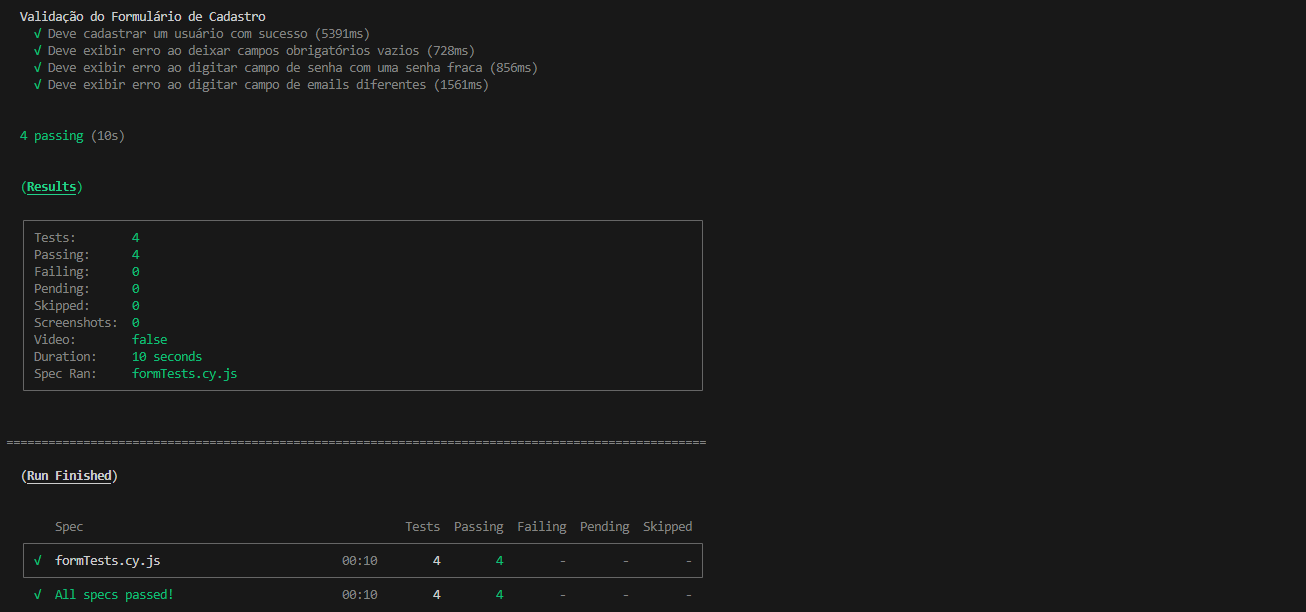 Validação do Formulário de Cadastro
√ Deve cadastrar um usuário com sucesso (5391ms)
√ Deve exibir erro ao deixar campos obrigatórios vazios (728ms)
√ Deve exibir erro ao digitar campo de senha com uma senha fraca (856ms)
√ Deve exibir erro ao digitar campo de emails diferentes (1561ms)
4 passing (10s)
(Results)
Tests: 4
Passing: 4
Failing: 0
Pending: 0
Skipped: 0
Screenshots: 0
Video: false
Duration: 10 seconds
Spec Ran: formTests.cy.js
====================================================================================================
(Run Finished)
Spec Tests Passing Failing Pending Skipped
√ formTests.cy.js 00:10 4 4 - - -
√ All specs passed! 00:10 4 4 - - -